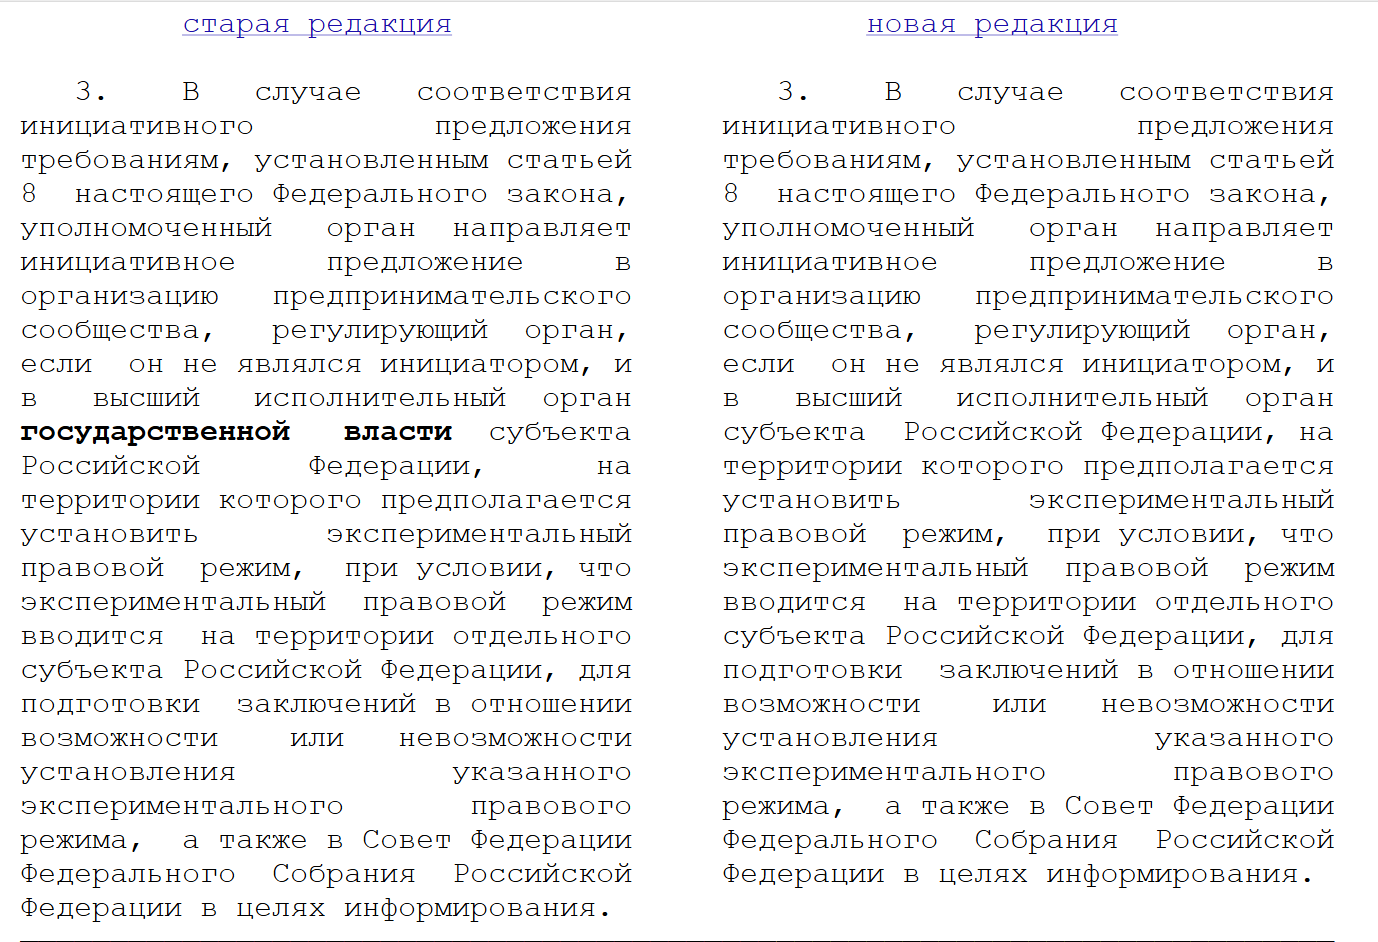 старая редакция
3. В случае соответствия
инициативного предложения
требованиям, установленным статьей
8 настоящего Федерального закона,
уполномоченный орган направляет
инициативное предложение в
организацию предпринимательского
сообщества, регулирующий орган,
если он не являлся инициатором, и
в высший исполнительный орган
государственной власти субъекта
Российской Федерации, на
территории которого предполагается
установить экспериментальный
правовой режим, при условии, что
экспериментальный правовой режим
вводится на территории отдельного
субъекта Российской Федерации, для
подготовки заключений в отношении
возможности или невозможности
установления указанного
экспериментального правового
режима, а также в Совет Федерации
Федерального Собрания Российской
Федерации в целях информирования.
новая редакция
3. В случае соответствия
инициативного предложения
требованиям, установленным статьей
8 настоящего Федерального закона,
уполномоченный орган направляет
инициативное предложение в
организацию предпринимательского
сообщества, регулирующий орган,
если он не являлся инициатором, и
в высший исполнительный орган
субъекта Российской Федерации, на
территории которого предполагается
установить экспериментальный
правовой режим, при условии, что
экспериментальный правовой режим
вводится на территории отдельного
субъекта Российской Федерации, для
подготовки заключений в отношении
возможности или невозможности
установления указанного
экспериментального правового
режима, а также в Совет Федерации
Федерального Собрания Российской
Федерации в целях информирования.